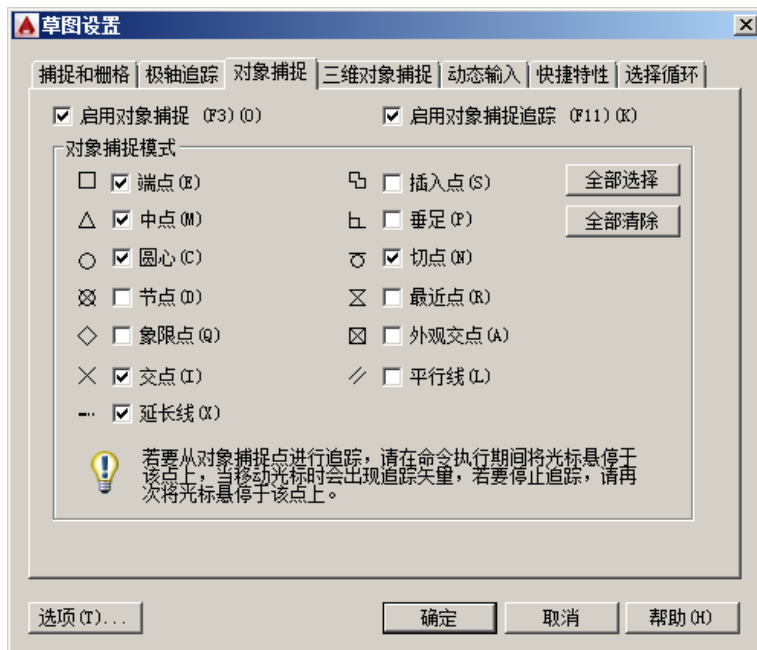 草图设置
捕捉和栅格 极轴追踪 对象捕捉 三维对象捕捉 动态输入 快捷特性 选择循环
启用对象捕捉 (F3)(O) 启用对象捕捉追踪 (F11)(K)
对象捕捉模式
端点(E) 插入点(S) 全部选择
中点(M) 垂足(P) 全部清除
圆心(C) 切点(N)
节点(D) 最近点(R)
象限点(Q) 外观交点(A)
交点(I) 平行线(L)
延长线(X)
若要从对象捕捉点进行追踪，请在命令执行期间将光标悬停于
该点上，当移动光标时会出现追踪矢量，若要停止追踪，请再
次将光标悬停于该点上。
选项(T)... 确定 取消 帮助(H)